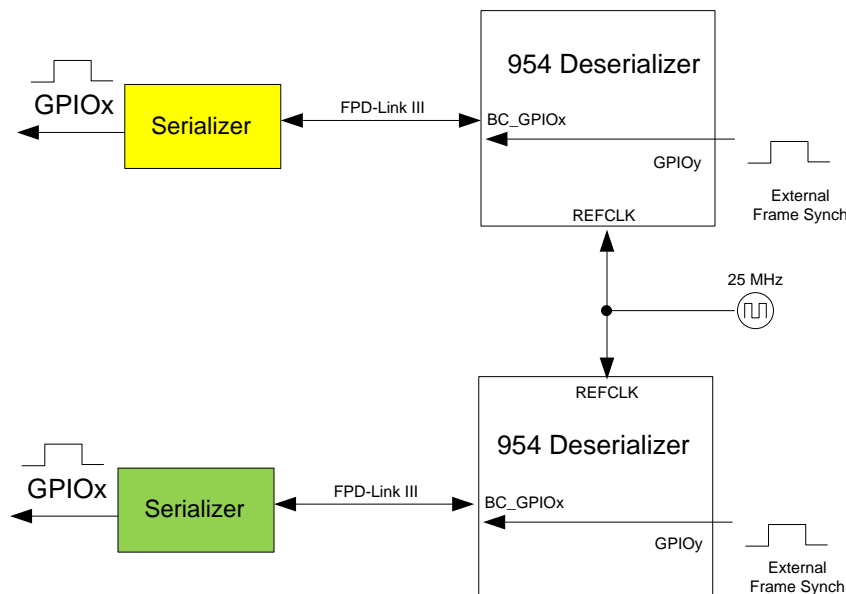 954 Deserializer
GPIOx
Serializer
FPD-Link III
BC_GPIOx
GPIOy
External
Frame Synch
REFCLK
25 MHz
REFCLK
954 Deserializer
GPIOx
Serializer
FPD-Link III
BC_GPIOx
GPIOy
External
Frame Synch